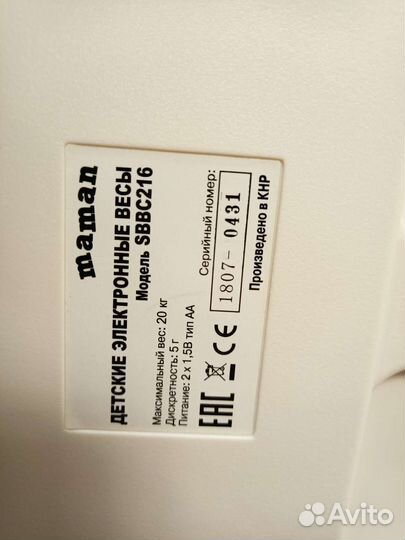 maman
ДЕТСКИЕ ЭЛЕКТРОННЫЕ ВЕСЫ
Модель SBBC216
Максимальный вес: 20 кг
Дискретность: 5 г
Питание: 2 x 1,5В тип АА
Серийный номер:
1807- 0431
Произведено в КНР
EAC CE
Avito